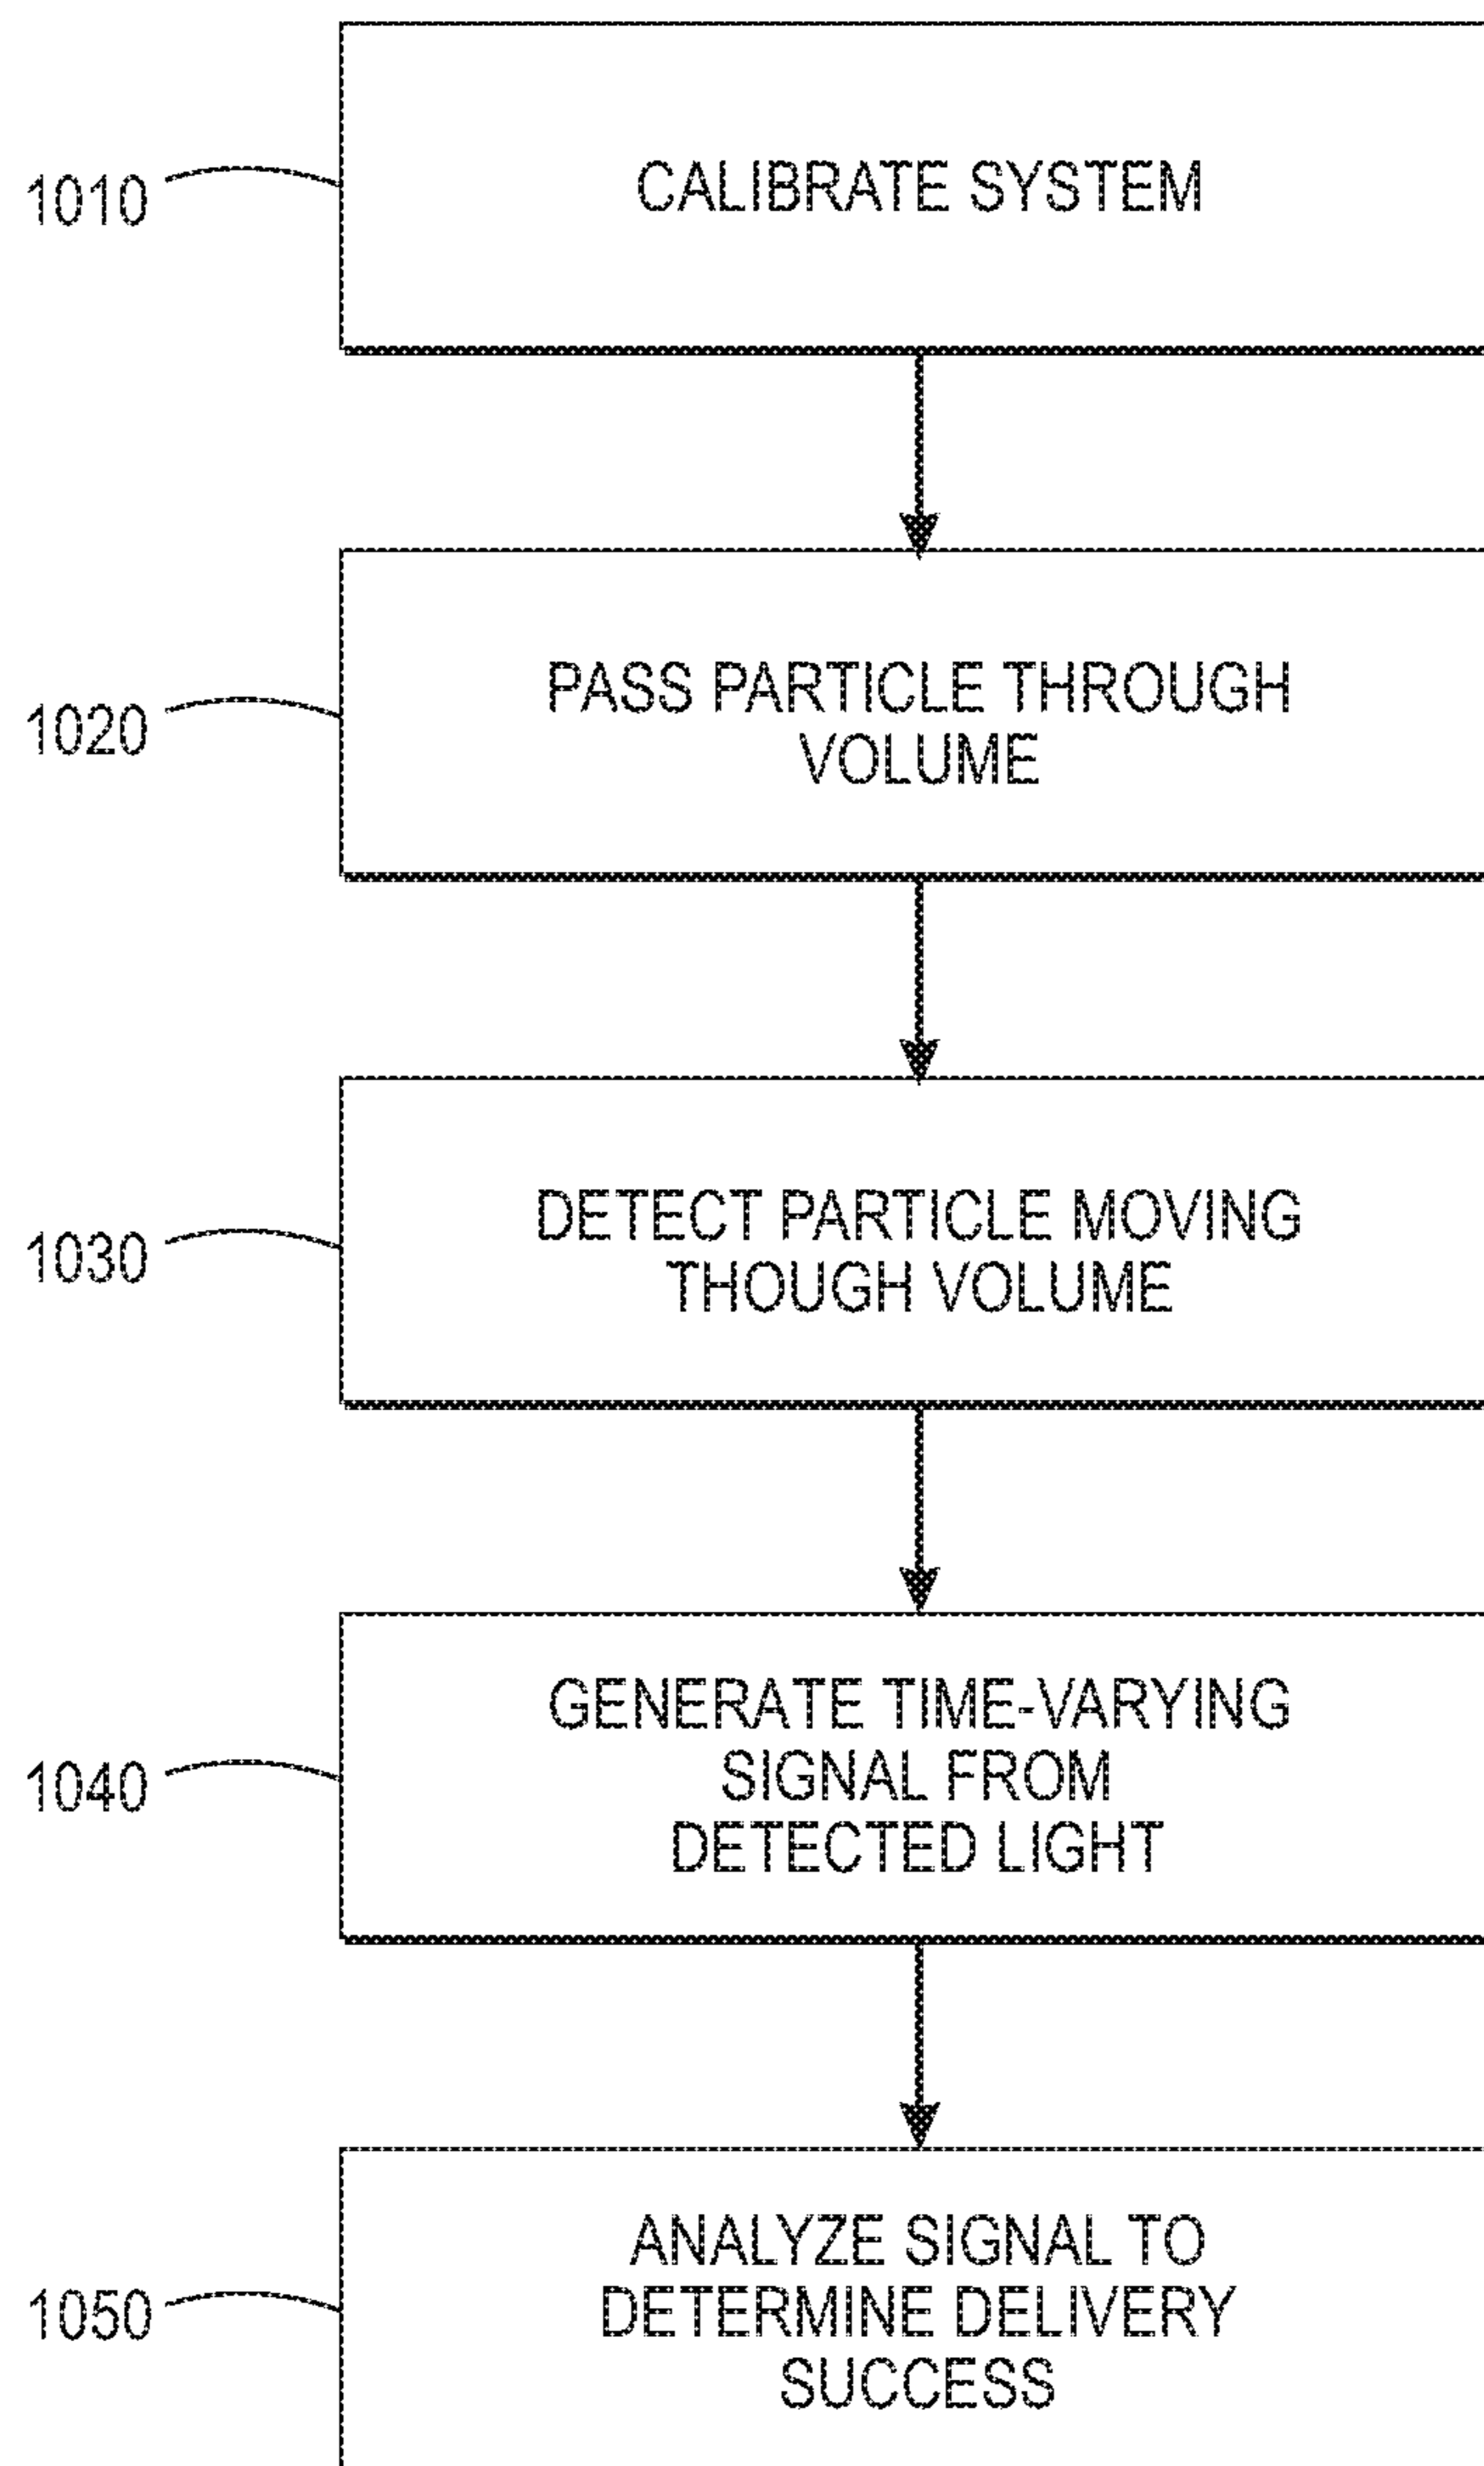 1010
CALIBRATE SYSTEM
1020
PASS PARTICLE THROUGH
VOLUME
1030
DETECT PARTICLE MOVING
THOUGH VOLUME
1040
GENERATE TIME-VARYING
SIGNAL FROM
DETECTED LIGHT
1050
ANALYZE SIGNAL TO
DETERMINE DELIVERY
SUCCESS